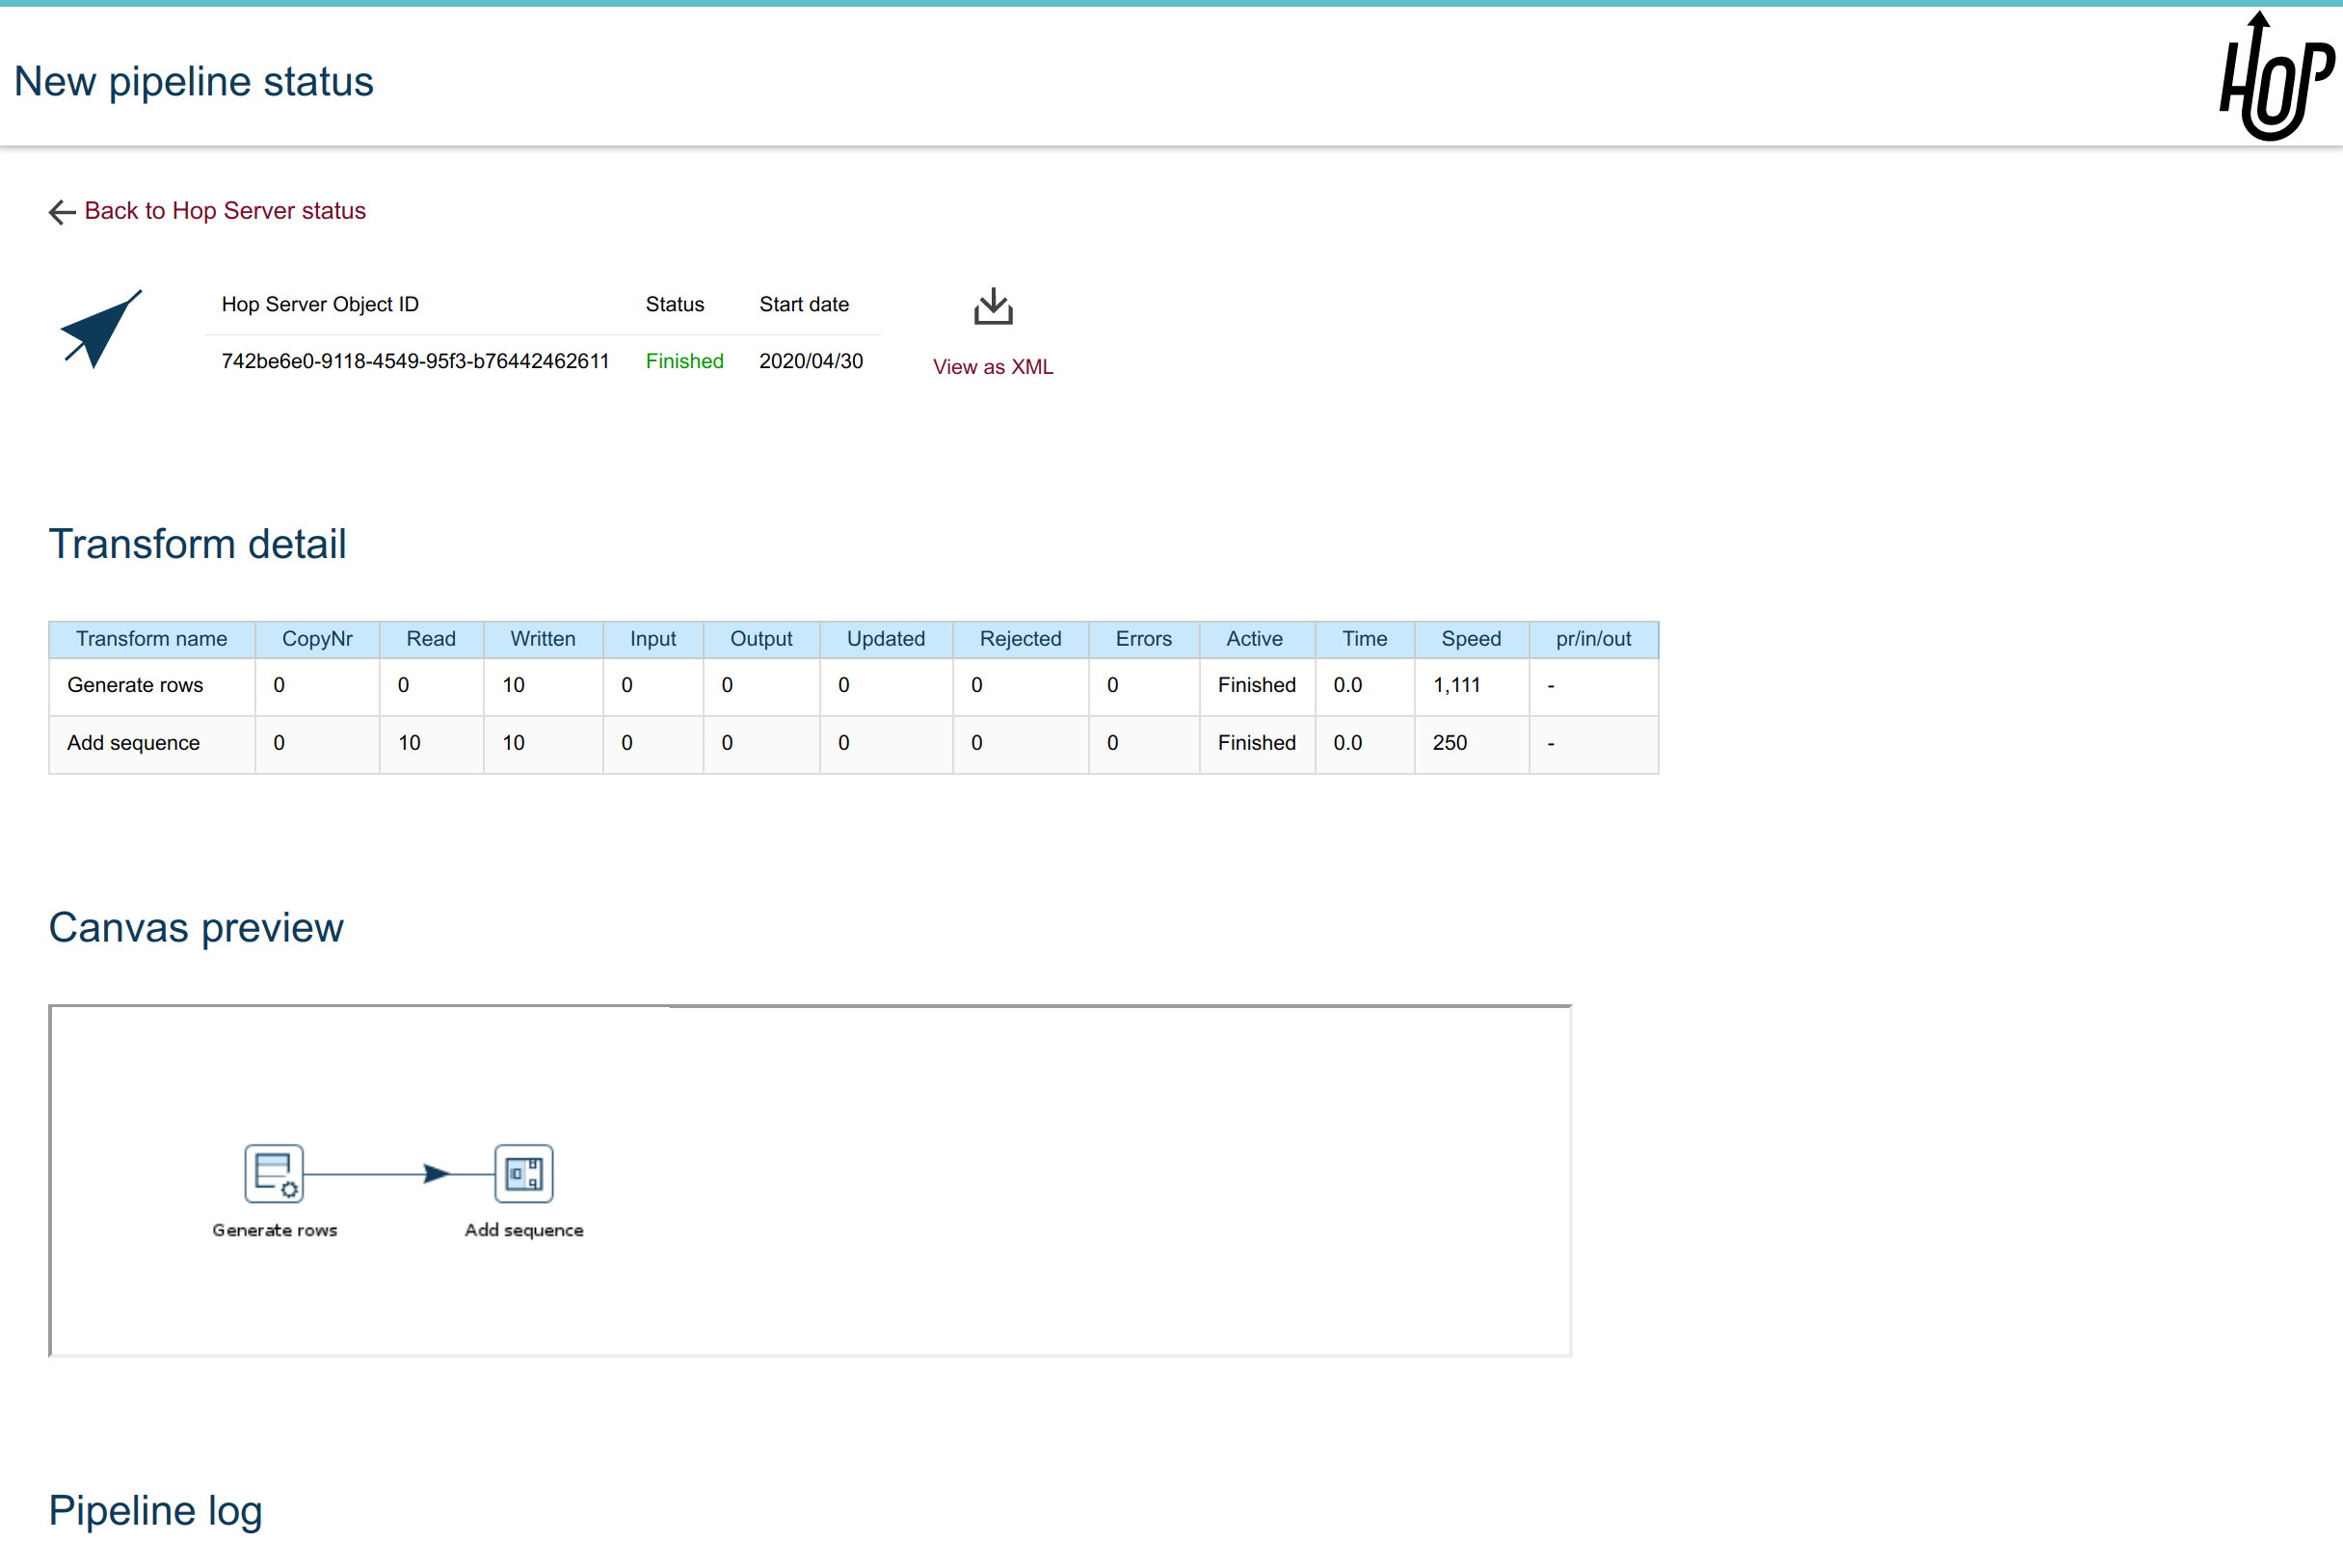 New pipeline status
HOP
Back to Hop Server status
Hop Server Object ID Status Start date
742be6e0-9118-4549-95f3-b76442462611 Finished 2020/04/30
View as XML
Transform detail
Transform name CopyNr Read Written Input Output Updated Rejected Errors Active Time Speed pr/in/out
Generate rows 0 0 10 0 0 0 0 0 Finished 0.0 1,111 -
Add sequence 0 10 10 0 0 0 0 0 Finished 0.0 250 -
Canvas preview
Generate rows Add sequence
Pipeline log